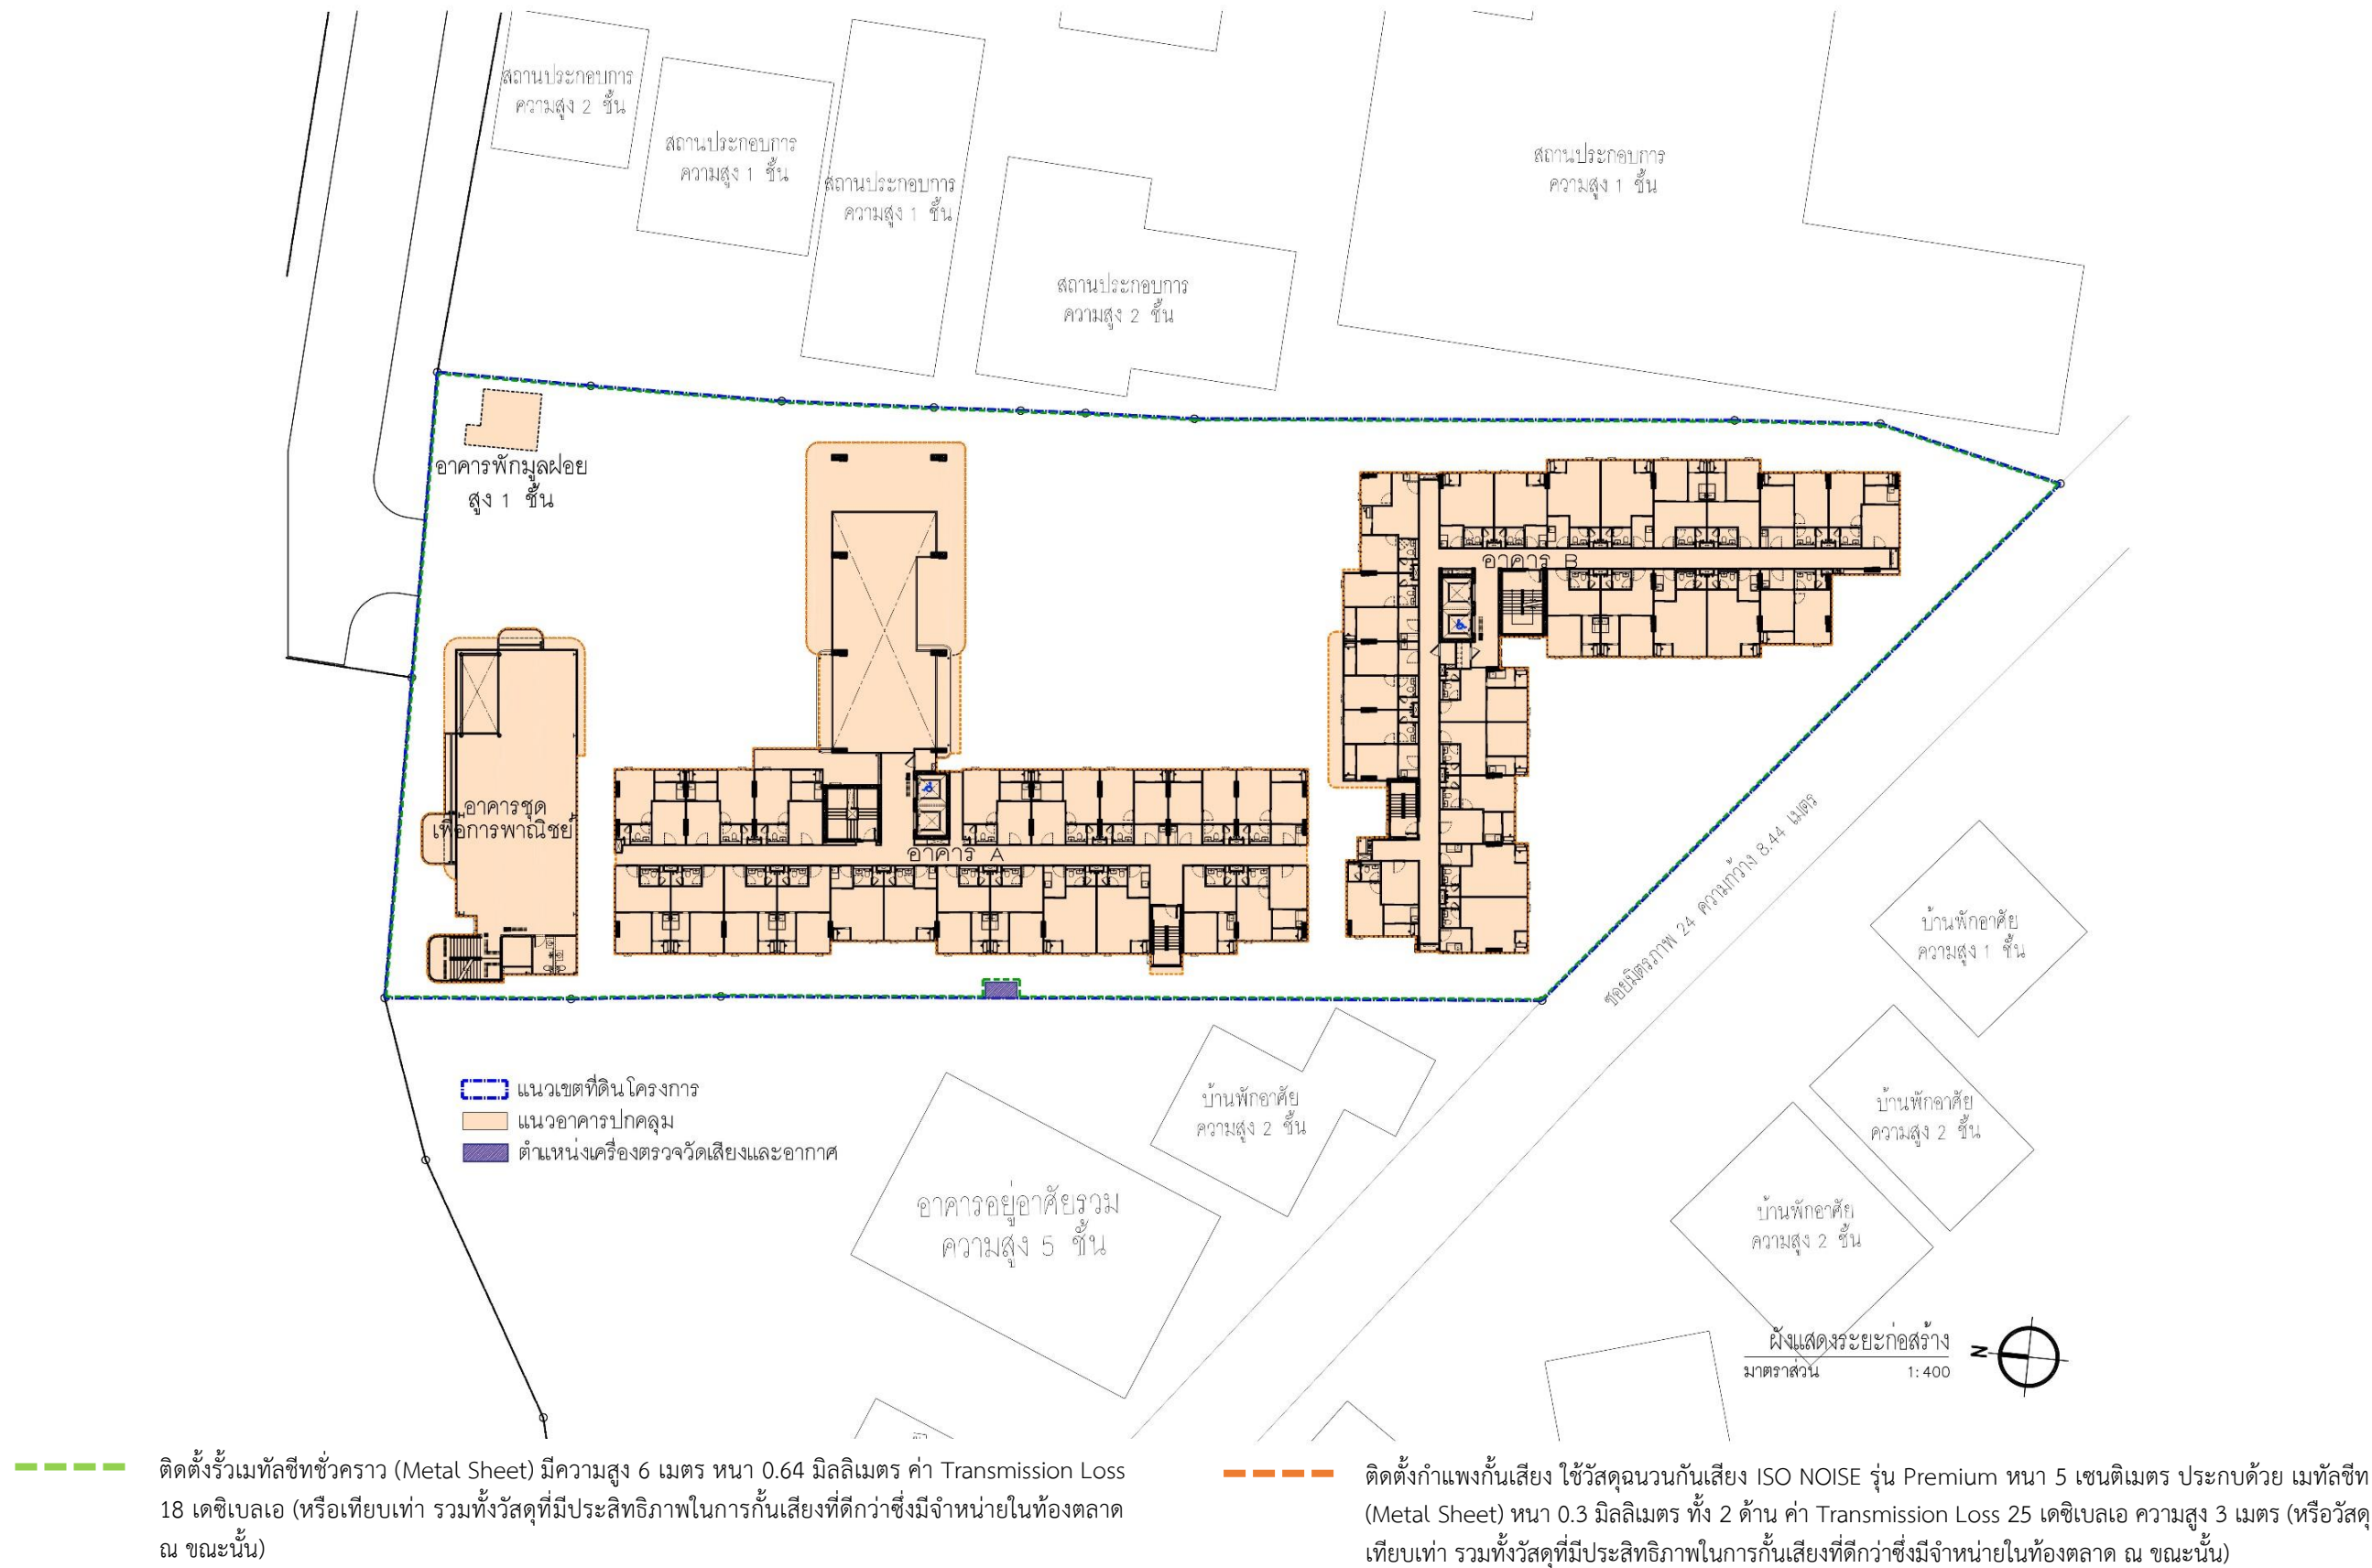 สถานประกอบการ
ความสูง 2 ชั้น
สถานประกอบการ
ความสูง 1 ชั้น
สถานประกอบการ
ความสูง 1 ชั้น
สถานประกอบการ
ความสูง 2 ชั้น
สถานประกอบการ
ความสูง 1 ชั้น
อาคารพักมูลฝอย
สูง 1 ชั้น
อาคาร B
อาคารชุด
เพื่อการพาณิชย์
อาคาร A
ซอยมิตรภาพ 24 ความกว้าง 8.44 เมตร
บ้านพักอาศัย
ความสูง 1 ชั้น
แนวเขตที่ดินโครงการ
แนวอาคารปกคลุม
ตำแหน่งเครื่องตรวจวัดเสียงและอากาศ
บ้านพักอาศัย
ความสูง 2 ชั้น
บ้านพักอาศัย
ความสูง 2 ชั้น
อาคารอยู่อาศัยรวม
ความสูง 5 ชั้น
บ้านพักอาศัย
ความสูง 2 ชั้น
ผังแสดงระยะก่อสร้าง
มาตราส่วน 1:400
N
ติดตั้งรั้วเมทัลชีทชั่วคราว (Metal Sheet) มีความสูง 6 เมตร หนา 0.64 มิลลิเมตร ค่า Transmission Loss
18 เดซิเบลเอ (หรือเทียบเท่า รวมทั้งวัสดุที่มีประสิทธิภาพในการกั้นเสียงที่ดีกว่าซึ่งมีจำหน่ายในท้องตลาด
ณ ขณะนั้น)
ติดตั้งกำแพงกั้นเสียง ใช้วัสดุฉนวนกันเสียง ISO NOISE รุ่น Premium หนา 5 เซนติเมตร ประกบด้วย เมทัลชีท
(Metal Sheet) หนา 0.3 มิลลิเมตร ทั้ง 2 ด้าน ค่า Transmission Loss 25 เดซิเบลเอ ความสูง 3 เมตร (หรือวัสดุ
เทียบเท่า รวมทั้งวัสดุที่มีประสิทธิภาพในการกั้นเสียงที่ดีกว่าซึ่งมีจำหน่ายในท้องตลาด ณ ขณะนั้น)